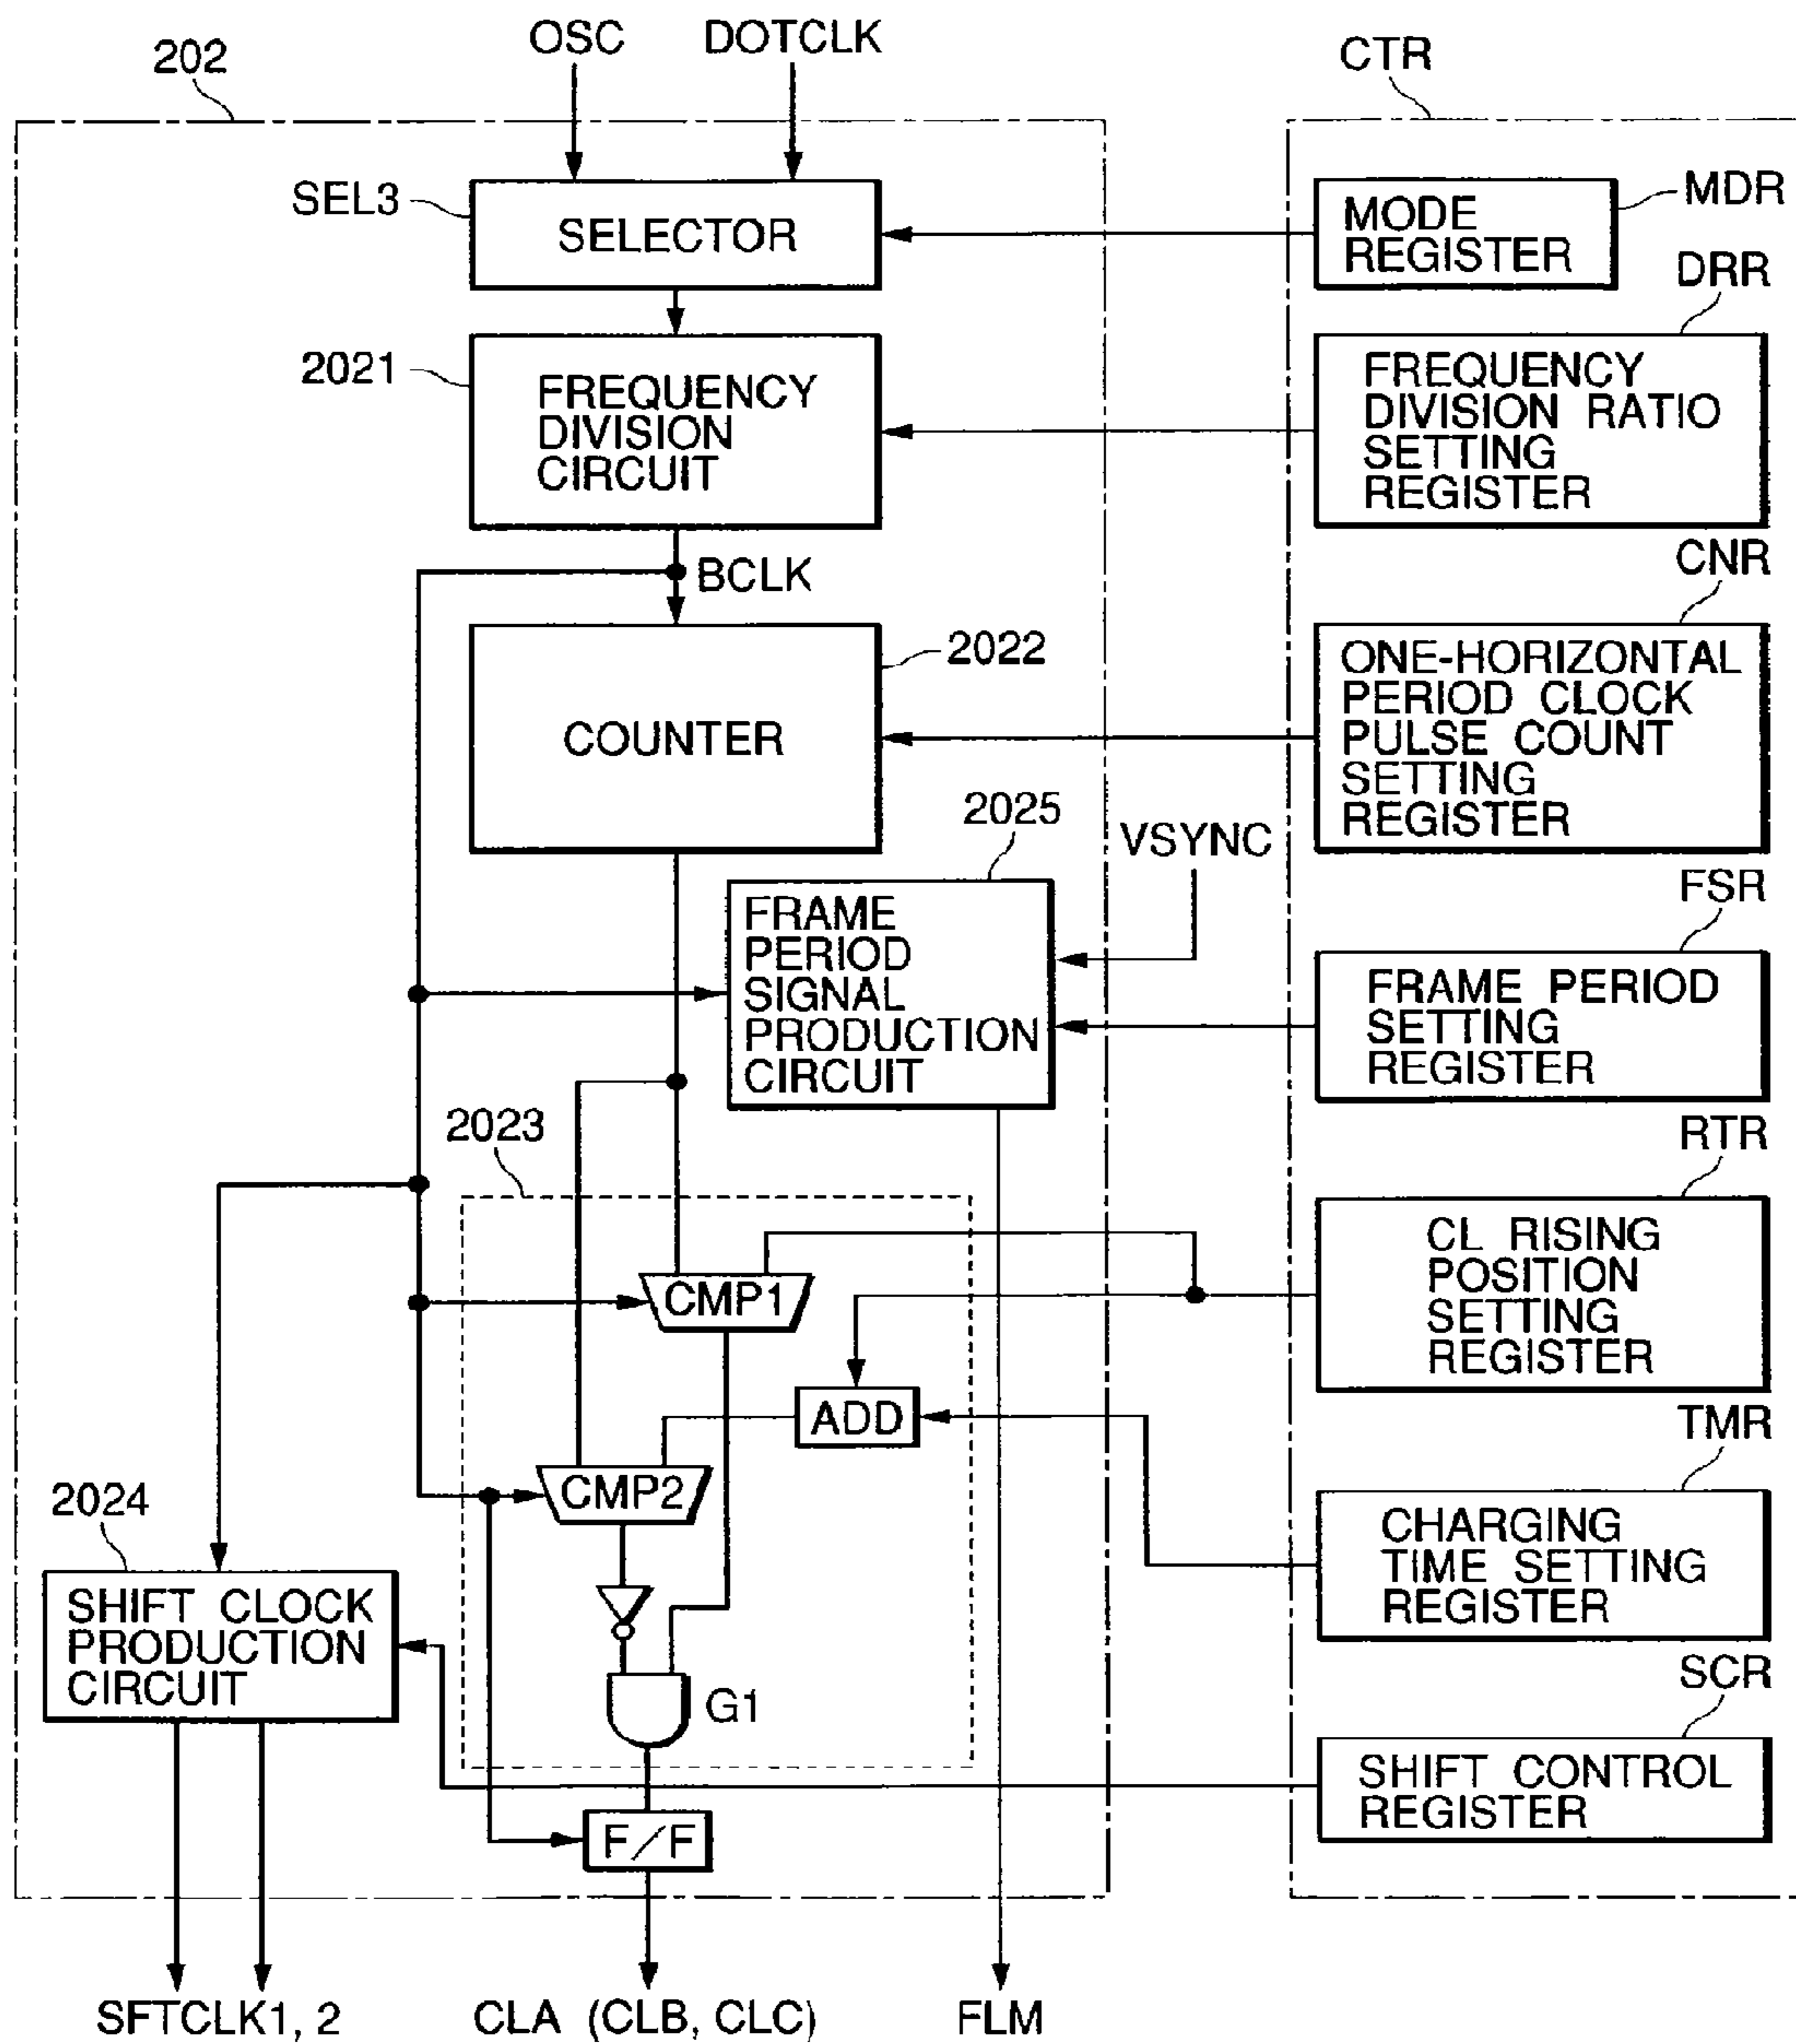 OSC
DOTCLK
202
CTR
SEL3
SELECTOR
MODE
REGISTER
MDR
DRR
2021
FREQUENCY
DIVISION
CIRCUIT
FREQUENCY
DIVISION RATIO
SETTING
REGISTER
BCLK
CNR
2022
COUNTER
ONE-HORIZONTAL
PERIOD CLOCK
PULSE COUNT
SETTING
REGISTER
2025
VSYNC
FSR
FRAME
PERIOD
SIGNAL
PRODUCTION
CIRCUIT
FRAME PERIOD
SETTING
REGISTER
2023
RTR
CMP1
CL RISING
POSITION
SETTING
REGISTER
ADD
TMR
CMP2
2024
CHARGING
TIME SETTING
REGISTER
SHIFT CLOCK
PRODUCTION
CIRCUIT
G1
SCR
SHIFT CONTROL
REGISTER
F/F
SFTCLK1, 2
CLA (CLB, CLC)
FLM